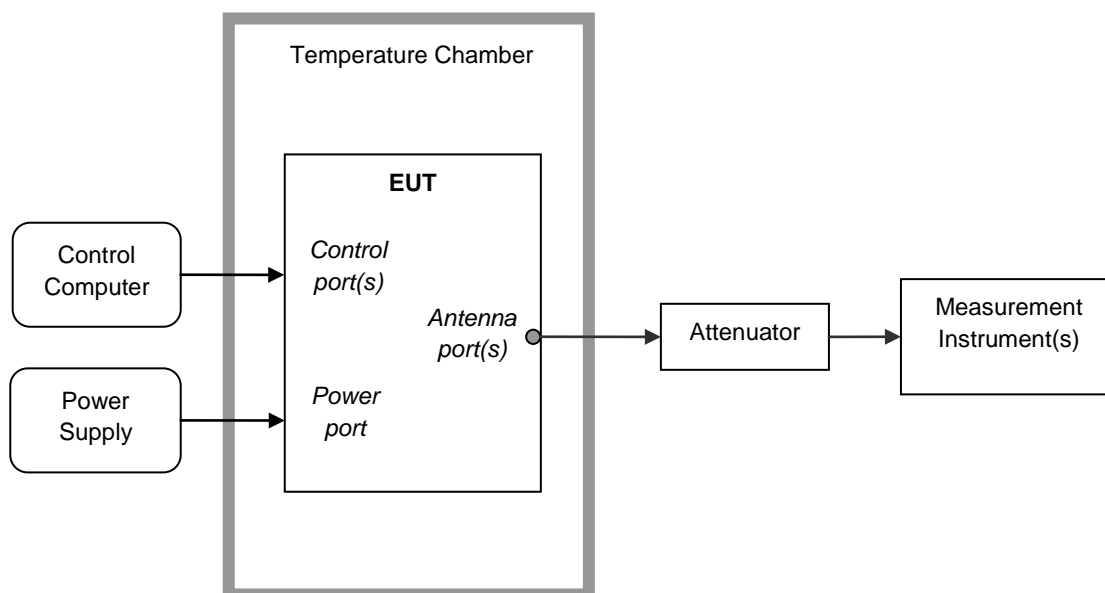 Temperature Chamber
EUT
Control
Computer
Control
port(s)
Antenna
port(s)
Attenuator
Measurement
Instrument(s)
Power
Supply
Power
port